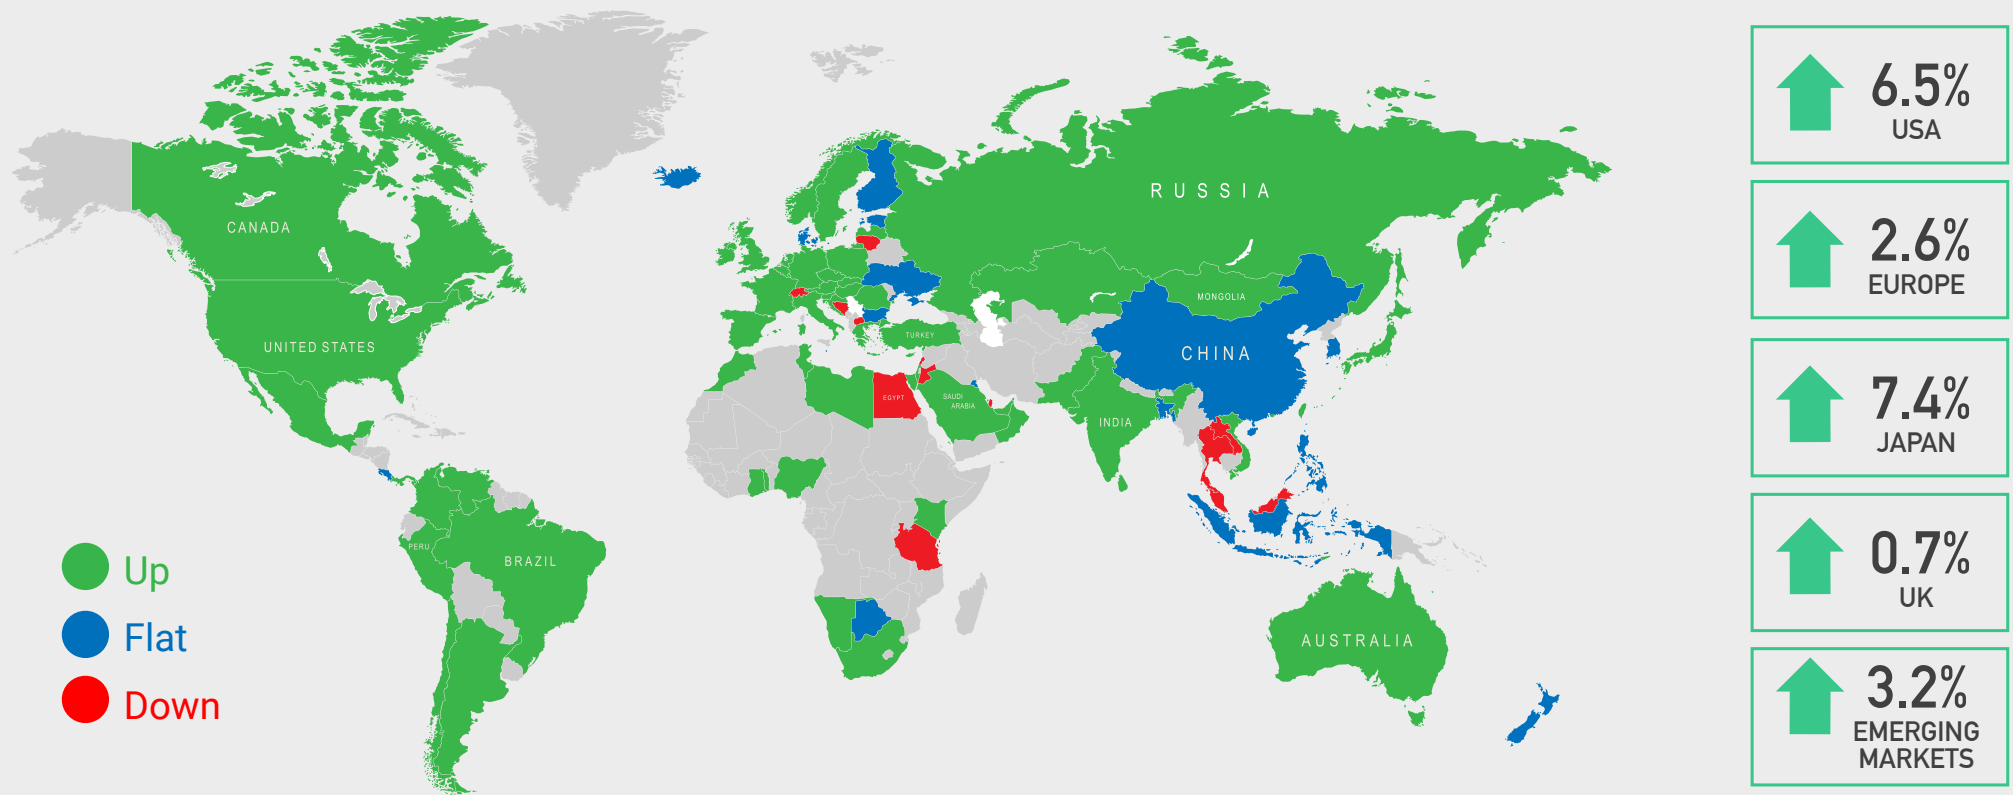 CANADA
UNITED STATES
RUSSIA
MONGOLIA
CHINA
TURKEY
EGYPT
SAUDI
ARABIA
INDIA
PERU
BRAZIL
AUSTRALIA
Up
Flat
Down
6.5%
USA
2.6%
EUROPE
7.4%
JAPAN
0.7%
UK
3.2%
EMERGING
MARKETS